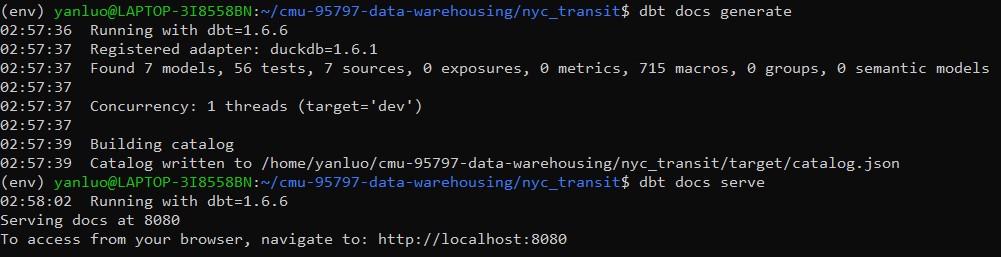 (env) yanluo@LAPTOP-3I8558BN:~/cmu-95797-data-warehousing/nyc_transit$ dbt docs generate
02:57:36  Running with dbt=1.6.6
02:57:37  Registered adapter: duckdb=1.6.1
02:57:37  Found 7 models, 56 tests, 7 sources, 0 exposures, 0 metrics, 715 macros, 0 groups, 0 semantic models
02:57:37
02:57:37  Concurrency: 1 threads (target='dev')
02:57:37
02:57:39  Building catalog
02:57:39  Catalog written to /home/yanluo/cmu-95797-data-warehousing/nyc_transit/target/catalog.json
(env) yanluo@LAPTOP-3I8558BN:~/cmu-95797-data-warehousing/nyc_transit$ dbt docs serve
02:58:02  Running with dbt=1.6.6
Serving docs at 8080
To access from your browser, navigate to: http://localhost:8080